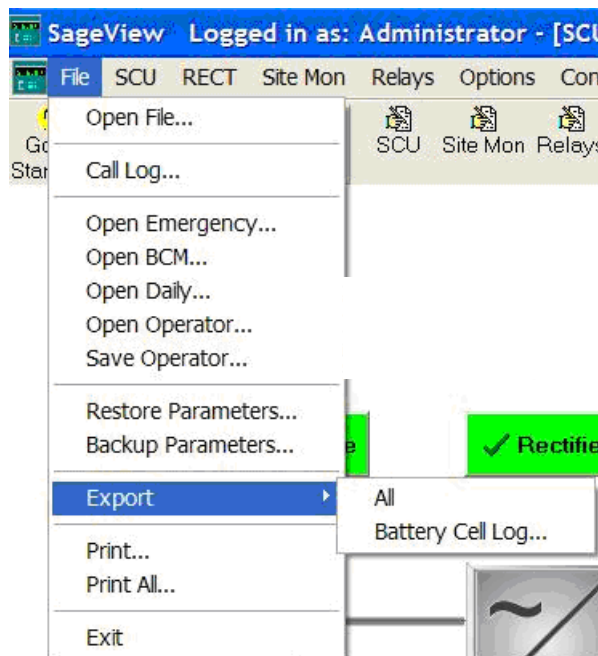 SageView Logged in as: Administrator - [SCU
File SCU RECT Site Mon Relays Options Con
SCU Site Mon Relays
Open File...
Call Log...
Open Emergency...
Open BCM...
Open Daily...
Open Operator...
Save Operator...
Restore Parameters...
Backup Parameters...
Rectifie
Export All
Battery Cell Log...
Print...
Print All...
Exit